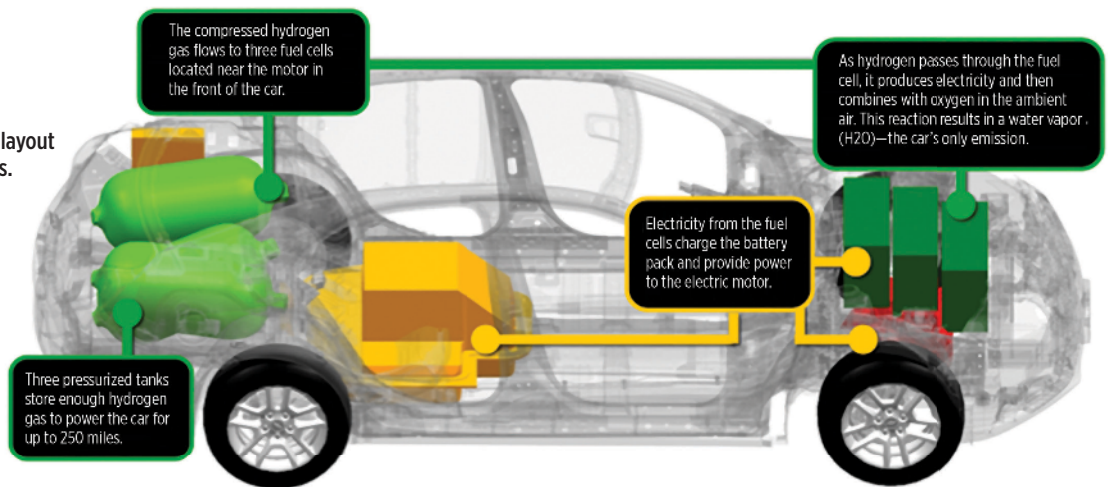 The compressed hydrogen
gas flows to three fuel cells
located near the motor in
the front of the car.
As hydrogen passes through the fuel
cell, it produces electricity and then
combines with oxygen in the ambient
air. This reaction results in a water vapor
(H2O)—the car's only emission.
layout
s.
Electricity from the fuel
cells charge the battery
pack and provide power
to the electric motor.
Three pressurized tanks
store enough hydrogen
gas to power the car for
up to 250 miles.